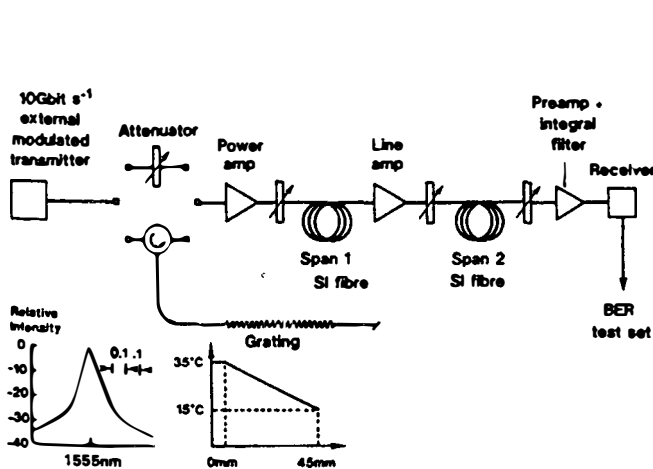 10Gbit s⁻¹
external
modulated
transmitter
Attenuator
Power
amp
Line
amp
Preamp +
integral
filter
Receiver
Span 1
SI fibre
Span 2
SI fibre
BER
test set
Grating
Relative
Intensity
0
-10
-20
-30
-40
0.1 .1
1555nm
35°C
15°C
0mm
45mm